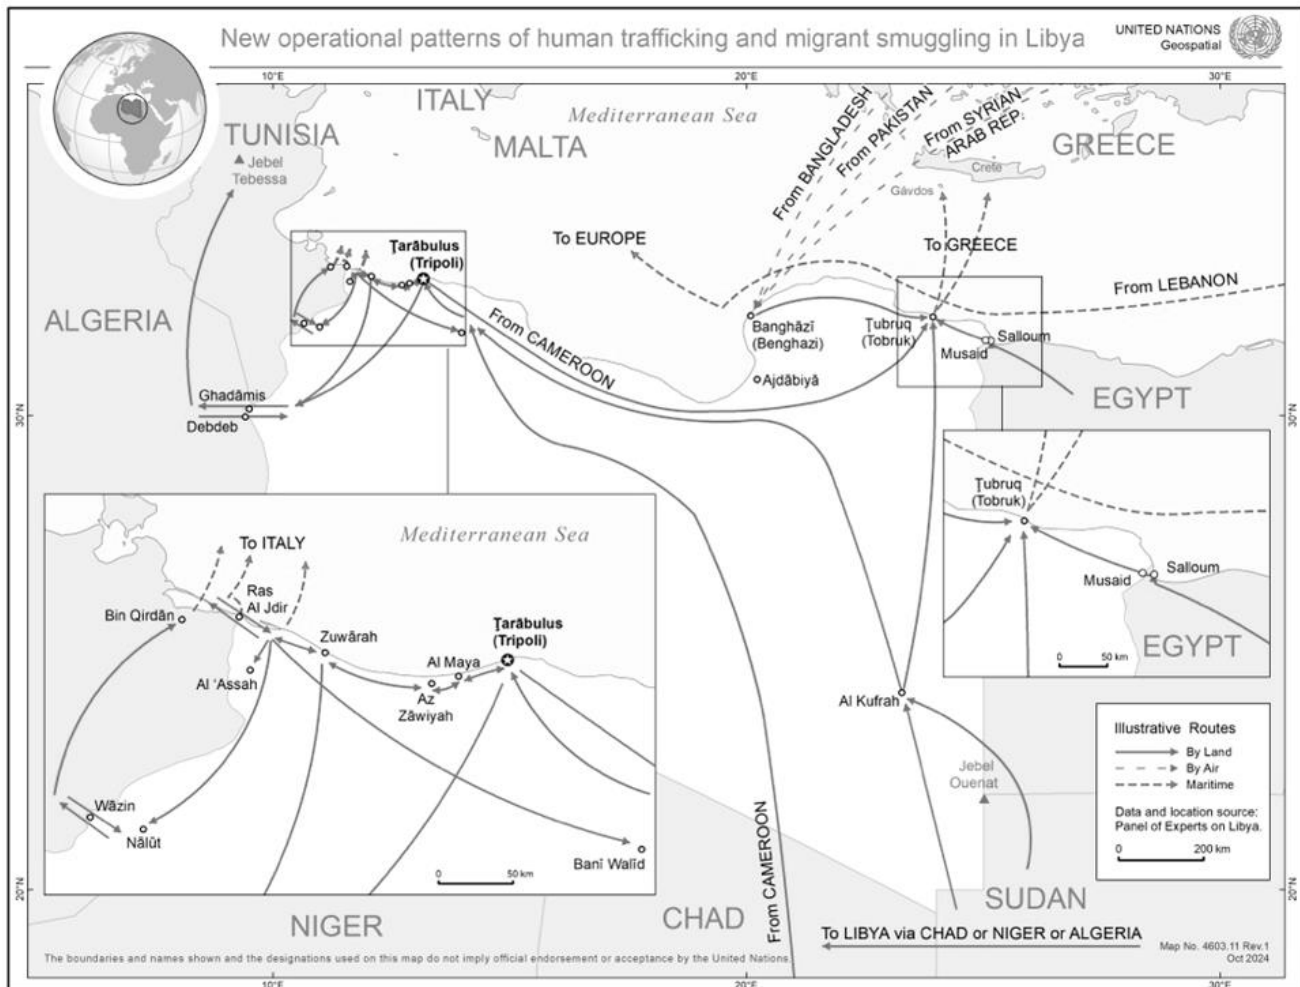 New operational patterns of human trafficking and migrant smuggling in Libya
UNITED NATIONS
Geospatial
10°E
20°E
30°E
ITALY
Mediterranean Sea
TUNISIA
MALTA
GREECE
From BANGLADESH
From PAKISTAN
From SYRIAN
ARAB REP.
Jebel
Tebessa
Crete
Gávdos
To EUROPE
To GREECE
Ţarābulus
(Tripoli)
From LEBANON
ALGERIA
From CAMEROON
Banghāzī
(Benghazi)
Ţubruq
(Tobruk)
Salloum
Musaid
Ajdābiyā
EGYPT
Ghadāmis
Debdeb
30°N
30°N
Mediterranean Sea
To ITALY
Ras
Al Jdir
Bin Qirdān
Zuwārah
Ţarābulus
(Tripoli)
Al Maya
Al ‘Assah
Az
Zāwiyah
Wāzin
Nālūt
Banī Walīd
0 50 km
Ţubruq
(Tobruk)
Musaid
Salloum
EGYPT
0 50 km
Al Kufrah
Jebel
Ouenat
Illustrative Routes
By Land
By Air
Maritime
Data and location source:
Panel of Experts on Libya.
0 200 km
20°N
20°N
NIGER
CHAD
From CAMEROON
SUDAN
To LIBYA via CHAD or NIGER or ALGERIA
Map No. 4603.11 Rev.1
Oct 2024
The boundaries and names shown and the designations used on this map do not imply official endorsement or acceptance by the United Nations.
10°E
20°E
30°E